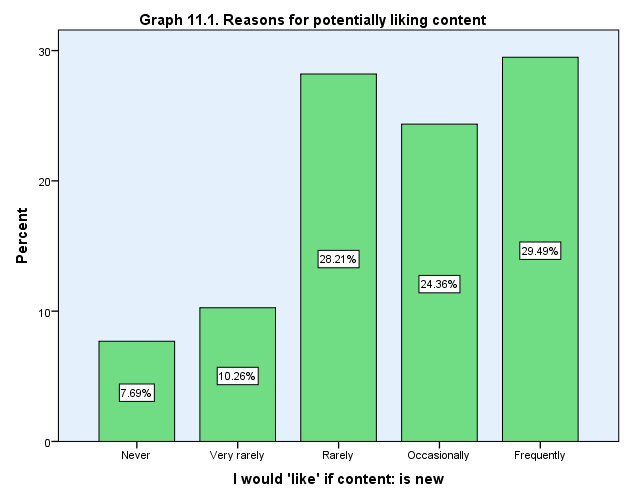 Graph 11.1. Reasons for potentially liking content
Percent
30
20
10
0
7.69%
10.26%
28.21%
24.36%
29.49%
Never
Very rarely
Rarely
Occasionally
Frequently
I would 'like' if content: is new